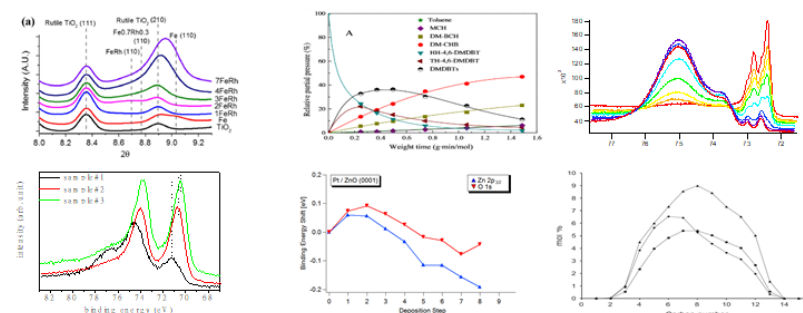 (a)
Rutile TiO2 (111)
Rutile TiO2 (210)
Fe0.7Rh0.3
(110)
Fe (110)
FeRh (110)
7FeRh
4FeRh
3FeRh
2FeRh
1FeRh
Fe
TiO2
Intensity (A.U.)
8.0 8.2 8.4 8.6 8.8 9.0 9.2
2θ
A
Toluene
MCH
DM-BCH
DM-CHB
HH-4,6-DMDBT
TH-4,6-DMDBT
DMDBTs
Relative partial pressure (%)
100
80
60
40
20
0
0.0 0.3 0.6 0.9 1.2 1.5
Weight time (g·min/mol)
180
160
140
120
100
80
60
40
x10³
77 76 75 74 73 72
sample#1
sample#2
sample#3
intensity (arb.unit)
82 80 78 76 74 72 70 68
binding energy (eV)
Pt / ZnO (0001)
Zn 2p3/2
O 1s
Binding Energy Shift [eV]
0.2
0.1
0.0
-0.1
-0.2
0 1 2 3 4 5 6 7 8 9
Deposition Step
mol %
10
9
8
7
6
5
4
3
2
1
0
0 2 4 6 8 10 12 14